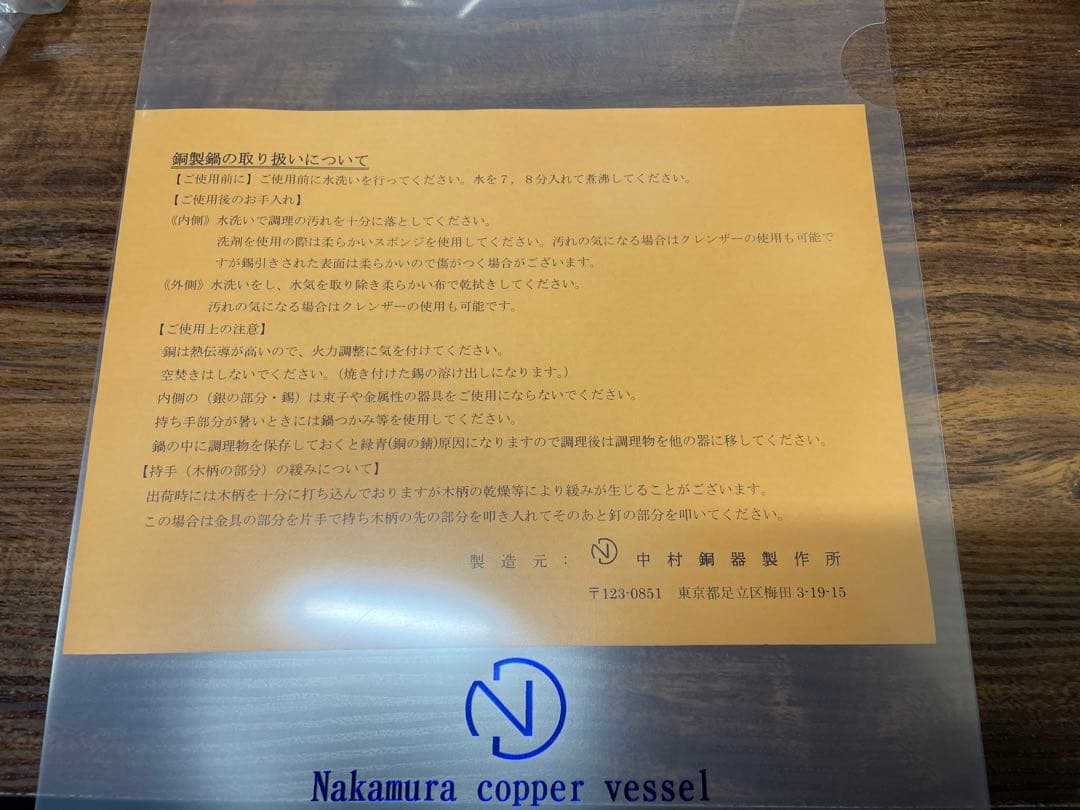 銅製鍋の取り扱いについて
【ご使用前に】ご使用前に水洗いを行ってください。水を７，８分入れて煮沸してください。
【ご使用後のお手入れ】
《内側》水洗いで調理の汚れを十分に落としてください。
洗剤を使用の際は柔らかいスポンジを使用してください。汚れの気になる場合はクレンザーの使用も可能で
すが錫引きされた表面は柔らかいので傷がつく場合がございます。
《外側》水洗いをし、水気を取り除き柔らかい布で乾拭きしてください。
汚れの気になる場合はクレンザーの使用も可能です。
【ご使用上の注意】
銅は熱伝導が高いので、火力調整に気を付けてください。
空焚きはしないでください。（焼き付けた錫の溶け出しになります。）
内側の（銀の部分・錫）は束子や金属性の器具をご使用にならないでください。
持ち手部分が暑いときには鍋つかみ等を使用してください。
鍋の中に調理物を保存しておくと緑青(銅の錆)原因になりますので調理後は調理物を他の器に移してください。
【持手（木柄の部分）の緩みについて】
出荷時には木柄を十分に打ち込んでおりますが木柄の乾燥等により緩みが生じることがございます。
この場合は金具の部分を片手で持ち木柄の先の部分を叩き入れてそのあと釘の部分を叩いてください。
製造元： N 中村銅器製作所
〒123-0851 東京都足立区梅田 3-19-15
N
Nakamura copper vessel